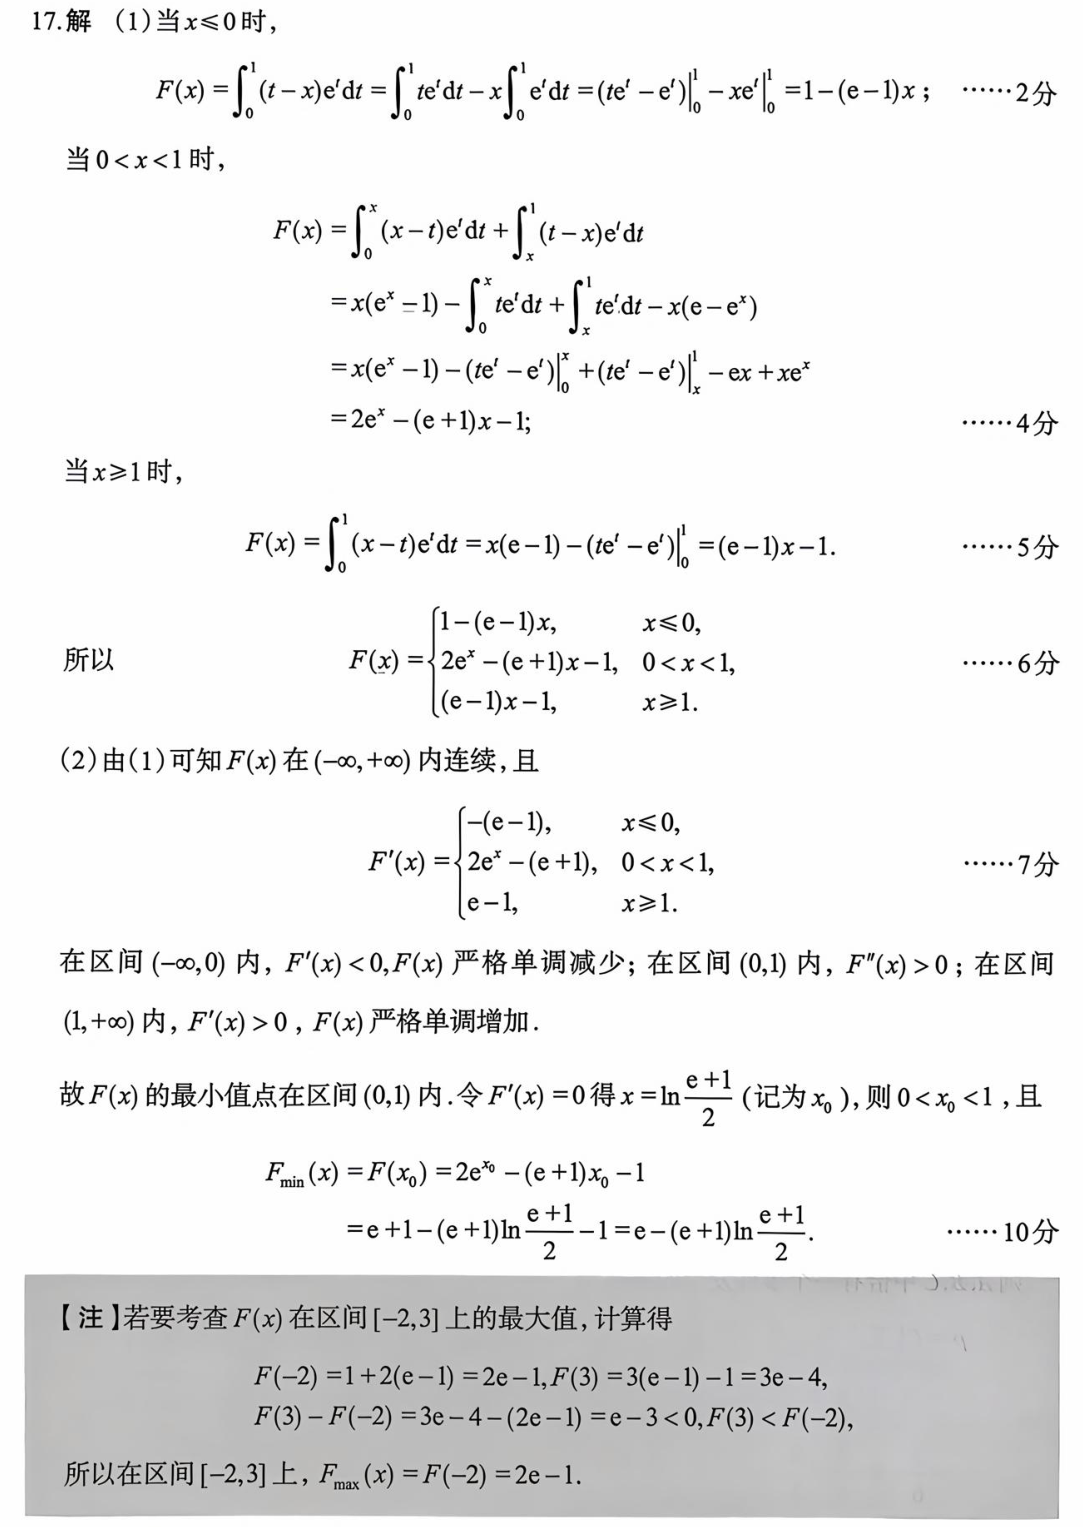 17.解 (1)当x⩽0时,
F(x)=∫₀¹(t−x)eᵗdt=∫₀¹teᵗdt−x∫₀¹eᵗdt=(teᵗ−eᵗ)|₀¹−xeᵗ|₀¹=1−(e−1)x; ……2分
当0<x<1时,
F(x)=∫₀ˣ(x−t)eᵗdt+∫ₓ¹(t−x)eᵗdt
=x(eˣ−1)−∫₀ˣteᵗdt+∫ₓ¹teᵗdt−x(e−eˣ)
=x(eˣ−1)−(teᵗ−eᵗ)|₀ˣ+(teᵗ−eᵗ)|ₓ¹−ex+xeˣ
=2eˣ−(e+1)x−1; ……4分
当x⩾1时,
F(x)=∫₀¹(x−t)eᵗdt=x(e−1)−(teᵗ−eᵗ)|₀¹=(e−1)x−1. ……5分
1−(e−1)x, x⩽0,
所以 F(x)={2eˣ−(e+1)x−1, 0<x<1, ……6分
(e−1)x−1, x⩾1.
(2)由(1)可知F(x)在(−∞,+∞)内连续,且
−(e−1), x⩽0,
F′(x)={2eˣ−(e+1), 0<x<1, ……7分
e−1, x⩾1.
在区间(−∞,0)内, F′(x)<0,F(x)严格单调减少;在区间(0,1)内, F″(x)>0;在区间
(1,+∞)内, F′(x)>0, F(x)严格单调增加.
故F(x)的最小值点在区间(0,1)内.令F′(x)=0得x=ln (e+1)/2 (记为x₀),则0<x₀<1,且
Fmin(x)=F(x₀)=2e^x₀−(e+1)x₀−1
=e+1−(e+1)ln (e+1)/2 −1=e−(e+1)ln (e+1)/2. ……10分
【注】若要考查F(x)在区间[−2,3]上的最大值,计算得
F(−2)=1+2(e−1)=2e−1,F(3)=3(e−1)−1=3e−4,
F(3)−F(−2)=3e−4−(2e−1)=e−3<0,F(3)<F(−2),
所以在区间[−2,3]上, Fmax(x)=F(−2)=2e−1.